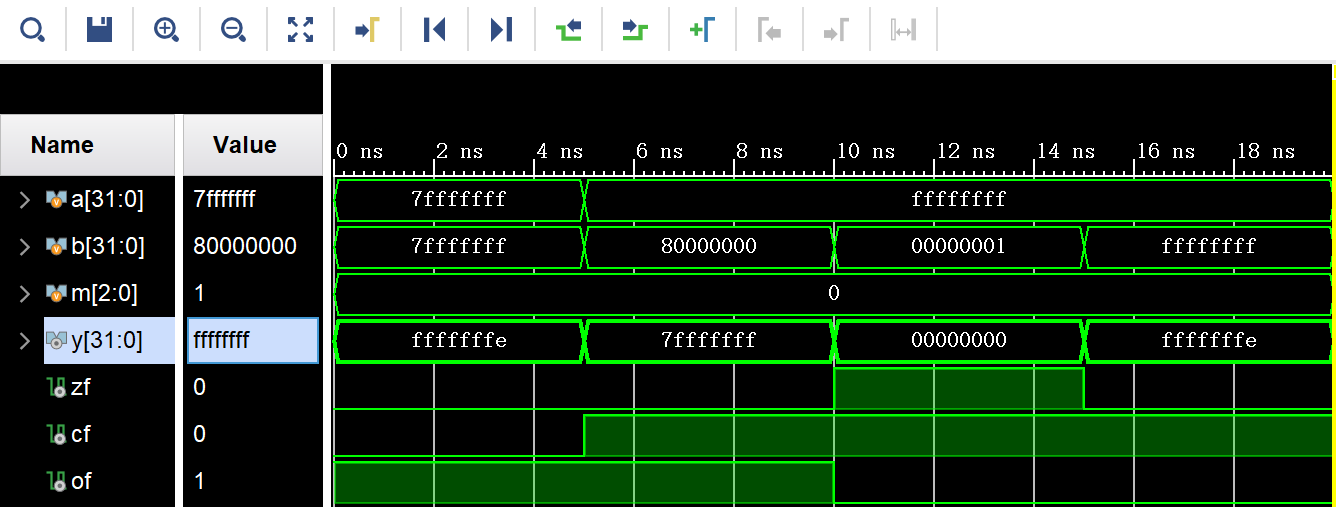 Name Value 0 ns 2 ns 4 ns 6 ns 8 ns 10 ns 12 ns 14 ns 16 ns 18 ns
a[31:0] 7fffffff 7fffffff ffffffff
b[31:0] 80000000 7fffffff 80000000 00000001 ffffffff
m[2:0] 1 0
y[31:0] ffffffff fffffffe 7fffffff 00000000 fffffffe
zf 0
cf 0
of 1